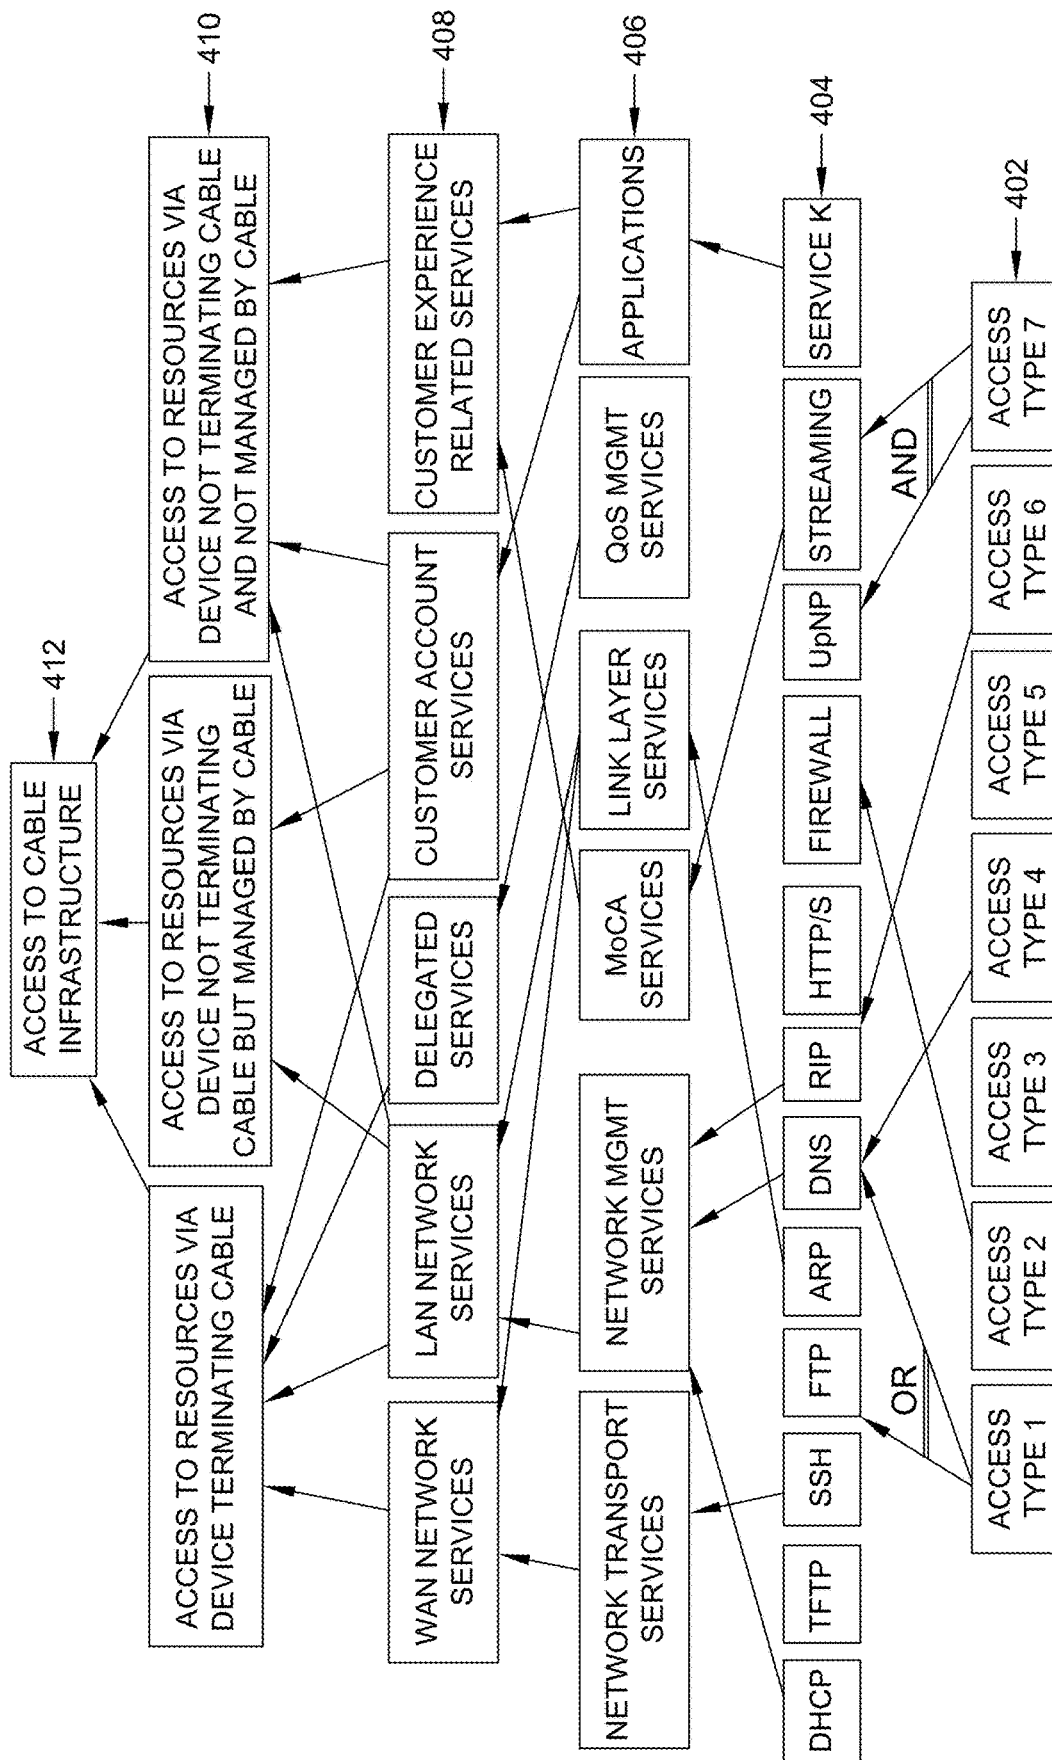 ACCESS TO CABLE
INFRASTRUCTURE
412
ACCESS TO RESOURCES VIA
DEVICE TERMINATING CABLE
ACCESS TO RESOURCES VIA
DEVICE NOT TERMINATING
CABLE BUT MANAGED BY CABLE
ACCESS TO RESOURCES VIA
DEVICE NOT TERMINATING CABLE
AND NOT MANAGED BY CABLE
410
WAN NETWORK
SERVICES
LAN NETWORK
SERVICES
DELEGATED
SERVICES
CUSTOMER ACCOUNT
SERVICES
CUSTOMER EXPERIENCE
RELATED SERVICES
408
NETWORK TRANSPORT
SERVICES
NETWORK MGMT
SERVICES
MoCA
SERVICES
LINK LAYER
SERVICES
QoS MGMT
SERVICES
APPLICATIONS
406
DHCP
TFTP
SSH
FTP
ARP
DNS
RIP
HTTP/S
FIREWALL
UpNP
STREAMING
SERVICE K
404
OR
AND
ACCESS
TYPE 1
ACCESS
TYPE 2
ACCESS
TYPE 3
ACCESS
TYPE 4
ACCESS
TYPE 5
ACCESS
TYPE 6
ACCESS
TYPE 7
402